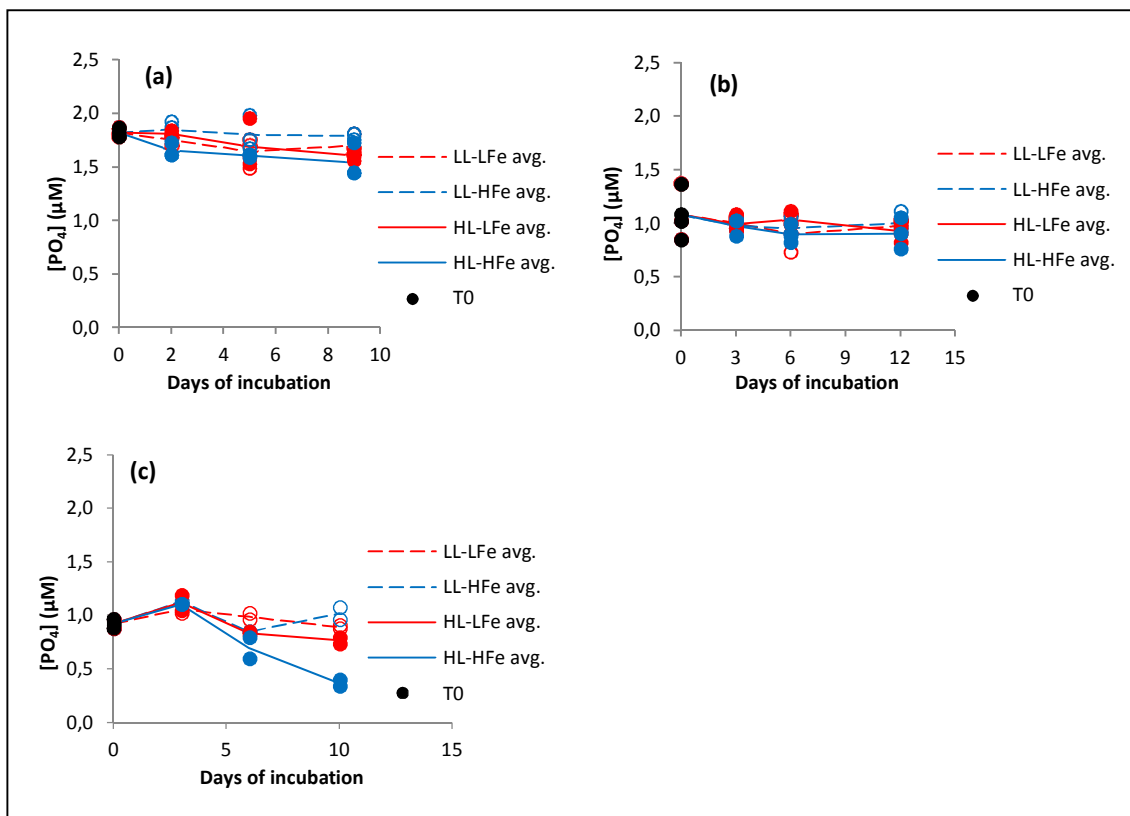 (a)
2,5
2,0
1,5
1,0
0,5
0,0
[PO4] (µM)
0 2 4 6 8 10
Days of incubation
LL-LFe avg.
LL-HFe avg.
HL-LFe avg.
HL-HFe avg.
T0
(b)
2,5
2,0
1,5
1,0
0,5
0,0
[PO4] (µM)
0 3 6 9 12 15
Days of incubation
LL-LFe avg.
LL-HFe avg.
HL-LFe avg.
HL-HFe avg.
T0
(c)
2,5
2,0
1,5
1,0
0,5
0,0
[PO4] (µM)
0 5 10 15
Days of incubation
LL-LFe avg.
LL-HFe avg.
HL-LFe avg.
HL-HFe avg.
T0